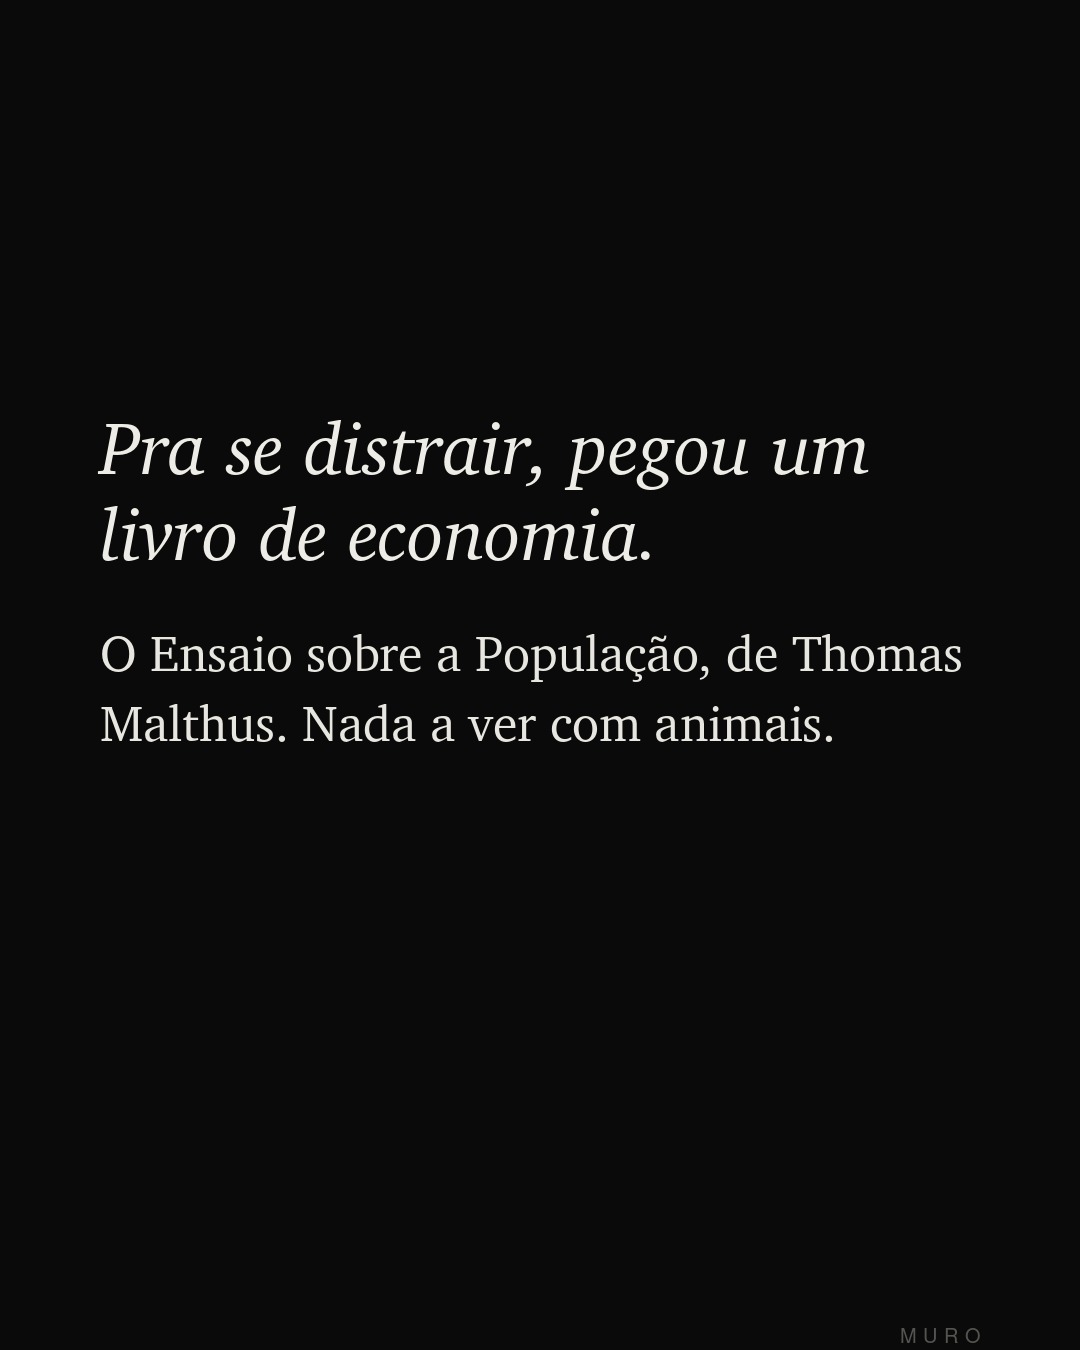 Pra se distrair, pegou um
livro de economia.
O Ensaio sobre a População, de Thomas
Malthus. Nada a ver com animais.
MURO